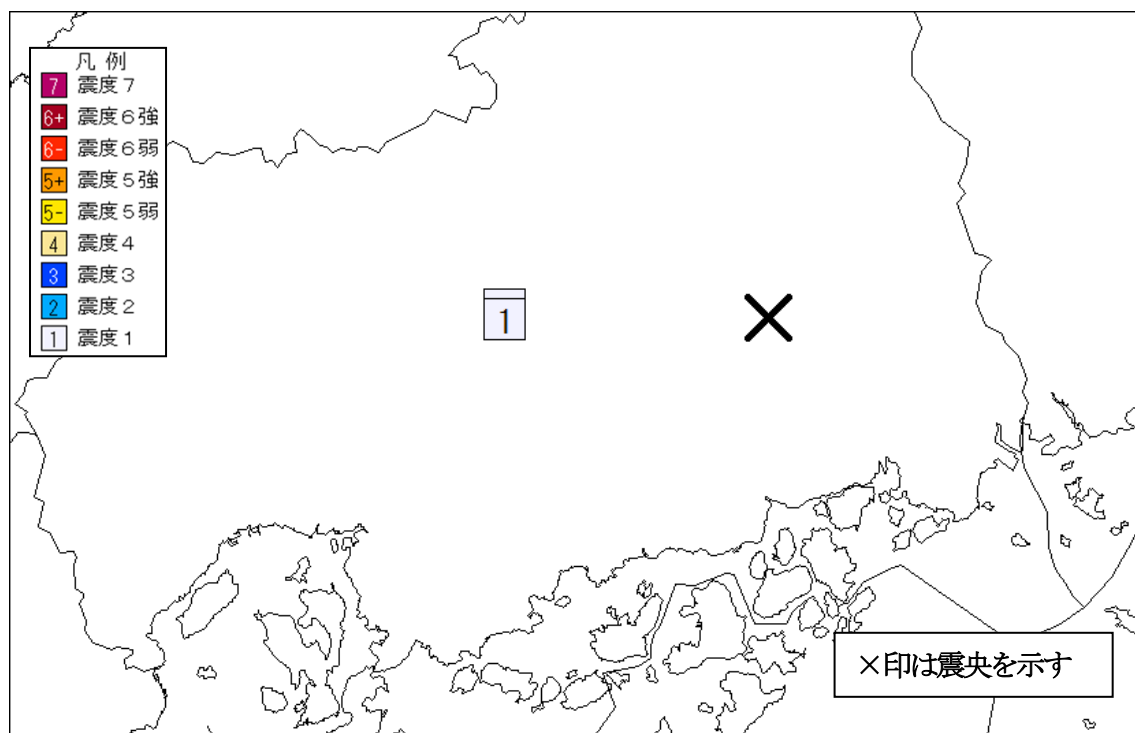 凡 例
7 震度７
6+ 震度６強
6- 震度６弱
5+ 震度５強
5- 震度５弱
4 震度４
3 震度３
2 震度２
1 震度１
1
×印は震央を示す